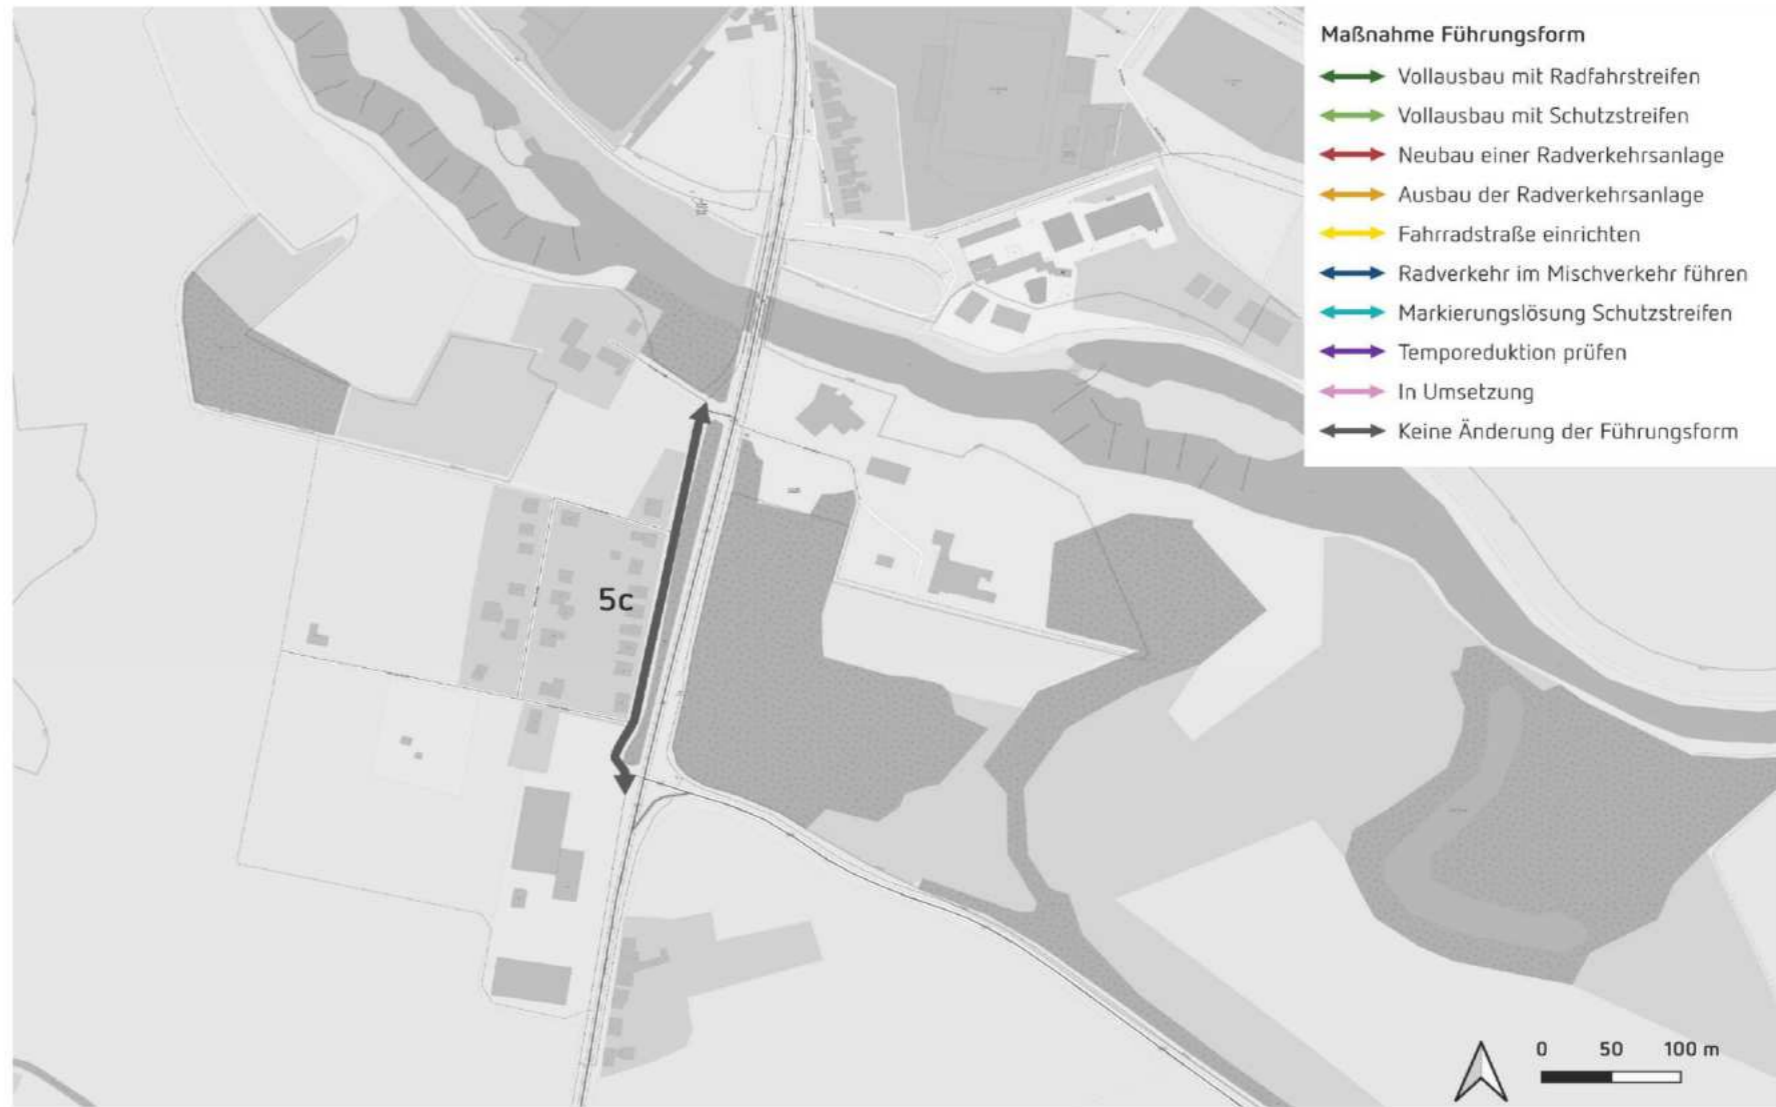 Maßnahme Führungsform
Vollausbau mit Radfahrstreifen
Vollausbau mit Schutzstreifen
Neubau einer Radverkehrsanlage
Ausbau der Radverkehrsanlage
Fahrradstraße einrichten
Radverkehr im Mischverkehr führen
Markierungslösung Schutzstreifen
Temporeduktion prüfen
In Umsetzung
Keine Änderung der Führungsform
5c
0 50 100 m